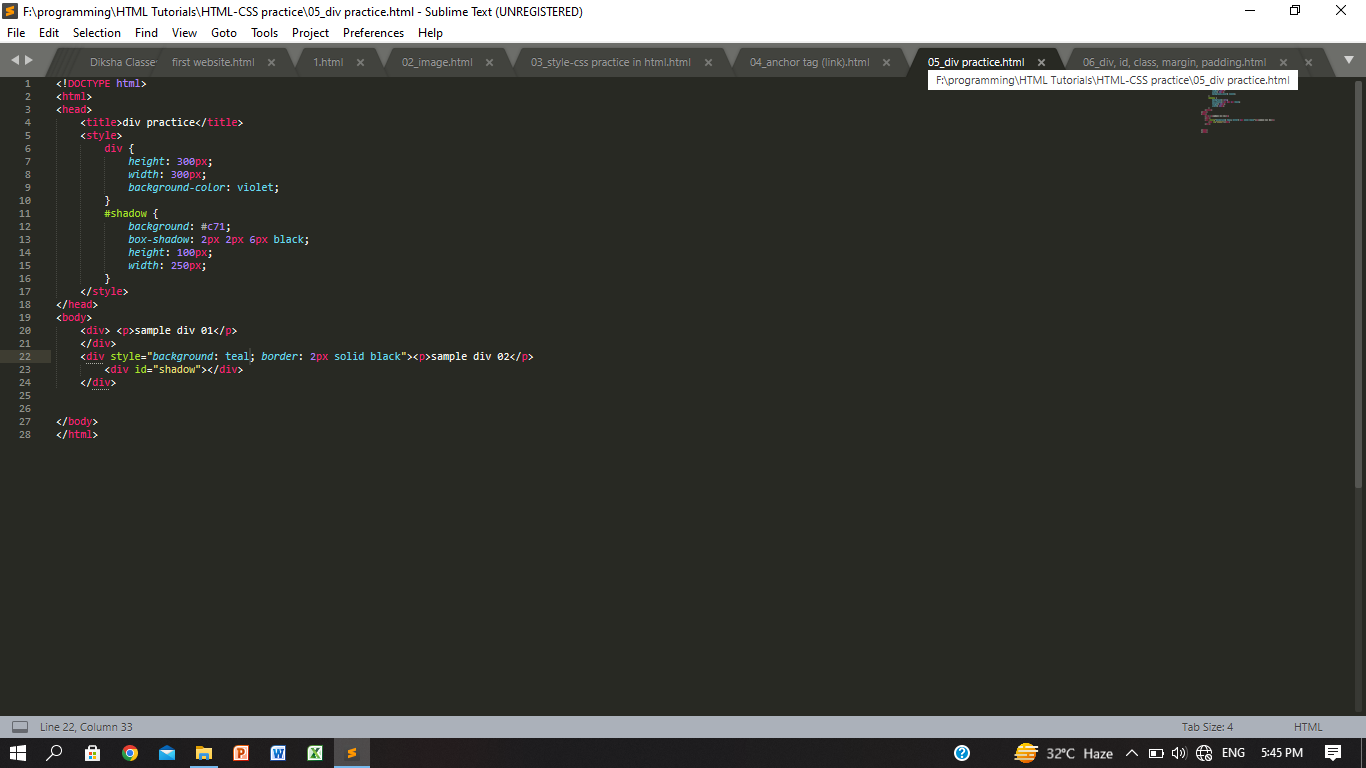 F:\programming\HTML Tutorials\HTML-CSS practice\05_div practice.html - Sublime Text (UNREGISTERED)
File Edit Selection Find View Goto Tools Project Preferences Help
Diksha Classe first website.html 1.html 02_image.html 03_style-css practice in html.html 04_anchor tag (link).html 05_div practice.html 06_div, id, class, margin, padding.html
F:\programming\HTML Tutorials\HTML-CSS practice\05_div practice.html
1 <!DOCTYPE html>
2 <html>
3 <head>
4 <title>div practice</title>
5 <style>
6 div {
7 height: 300px;
8 width: 300px;
9 background-color: violet;
10 }
11 #shadow {
12 background: #c71;
13 box-shadow: 2px 2px 6px black;
14 height: 100px;
15 width: 250px;
16 }
17 </style>
18 </head>
19 <body>
20 <div> <p>sample div 01</p>
21 </div>
22 <div style="background: teal; border: 2px solid black"><p>sample div 02</p>
23 <div id="shadow"></div>
24 </div>
25
26
27 </body>
28 </html>
Line 22, Column 33 Tab Size: 4 HTML
32°C Haze ENG 5:45 PM